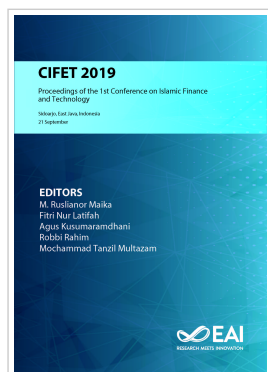 CIFET 2019
Proceedings of the 1st Conference on Islamic Finance
and Technology
Sidoarjo, East Java, Indonesia
21 September
EDITORS
M. Ruslianor Maika
Fitri Nur Latifah
Agus Kusumaramdhani
Robbi Rahim
Mochammad Tanzil Multazam
EAI
RESEARCH MEETS INNOVATION